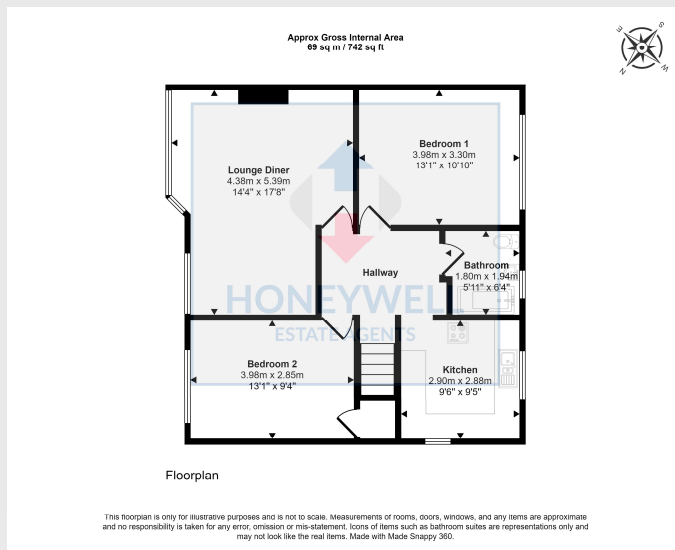 Approx Gross Internal Area
69 sq m / 742 sq ft
S
E
W
N
Lounge Diner
4.38m x 5.39m
14'4" x 17'8"
Bedroom 1
3.98m x 3.30m
13'1" x 10'10"
Bathroom
1.80m x 1.94m
5'11" x 6'4"
Hallway
HONEYWELL
ESTATE AGENTS
Bedroom 2
3.98m x 2.85m
13'1" x 9'4"
Kitchen
2.90m x 2.88m
9'6" x 9'5"
Floorplan
This floorplan is only for illustrative purposes and is not to scale. Measurements of rooms, doors, windows, and any items are approximate
and no responsibility is taken for any error, omission or mis-statement. Icons of items such as bathroom suites are representations only and
may not look like the real items. Made with Made Snappy 360.